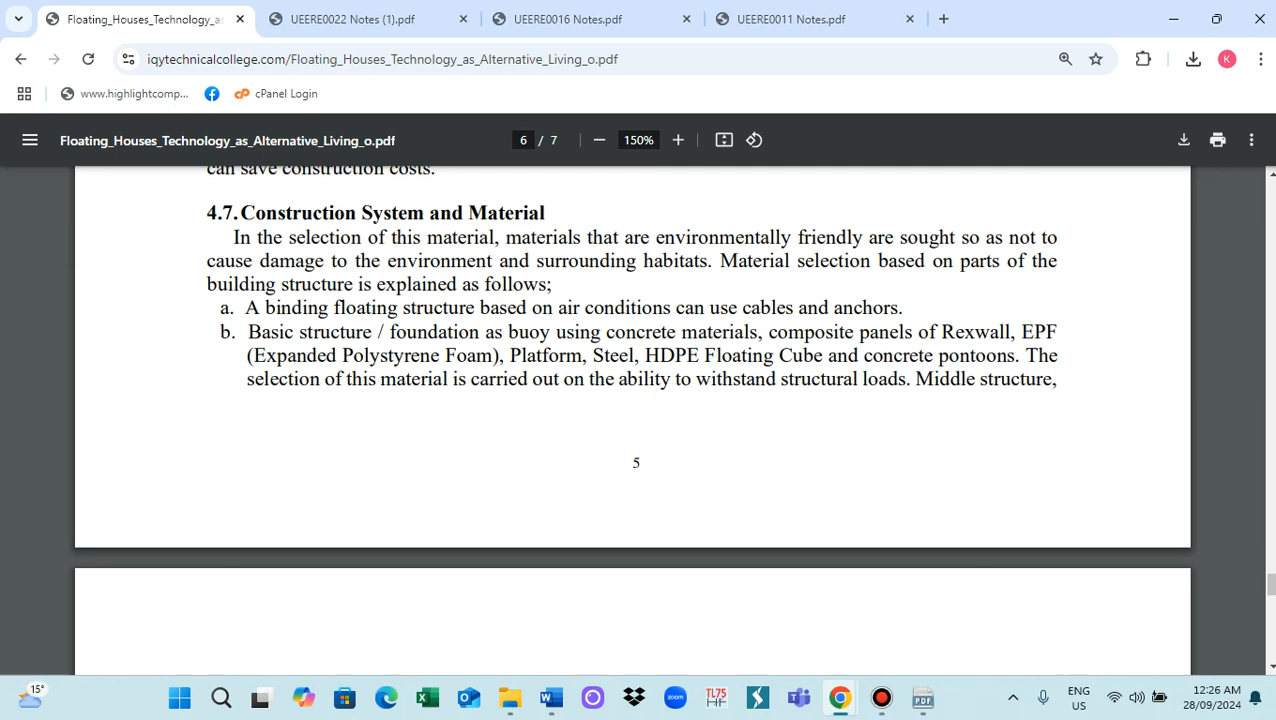 Floating_Houses_Technology_as_
UEERE0022 Notes (1).pdf
UEERE0016 Notes.pdf
UEERE0011 Notes.pdf
iqytechnicalcollege.com/Floating_Houses_Technology_as_Alternative_Living_o.pdf
K
www.highlightcomp...
cPanel Login
Floating_Houses_Technology_as_Alternative_Living_o.pdf
6 / 7
150%
can save construction costs.
4.7. Construction System and Material
In the selection of this material, materials that are environmentally friendly are sought so as not to
cause damage to the environment and surrounding habitats. Material selection based on parts of the
building structure is explained as follows;
a. A binding floating structure based on air conditions can use cables and anchors.
b. Basic structure / foundation as buoy using concrete materials, composite panels of Rexwall, EPF
(Expanded Polystyrene Foam), Platform, Steel, HDPE Floating Cube and concrete pontoons. The
selection of this material is carried out on the ability to withstand structural loads. Middle structure,
5
15°
zoom
TL75
HF
PDF
ENG
US
12:26 AM
28/09/2024